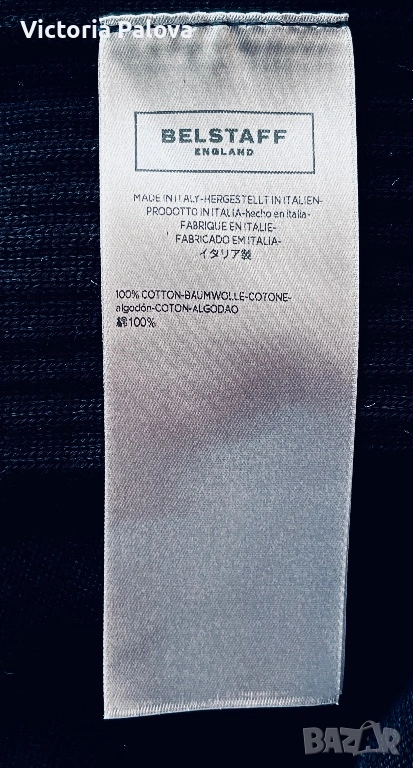 Victoria Palova
BELSTAFF
ENGLAND
MADE IN ITALY-HERGESTELLT IN ITALIEN-
PRODOTTO IN ITALIA-hecho en italia-
FABRIQUE EN ITALIE-
FABRICADO EM ITALIA-
イタリア製
100% COTTON-BAUMWOLLE-COTONE-
algodón-COTON-ALGODAO
綿100%
BAZAR